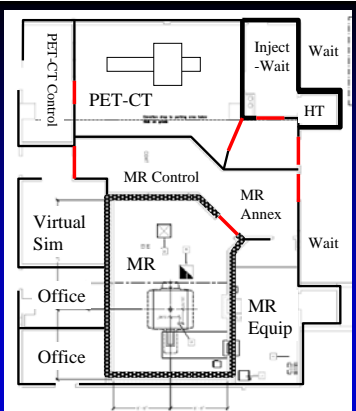 PET-CT Control
Inject
-Wait
Wait
PET-CT
HT
MR Control
MR
Annex
Virtual
Sim
MR
Wait
Office
MR
Equip
Office